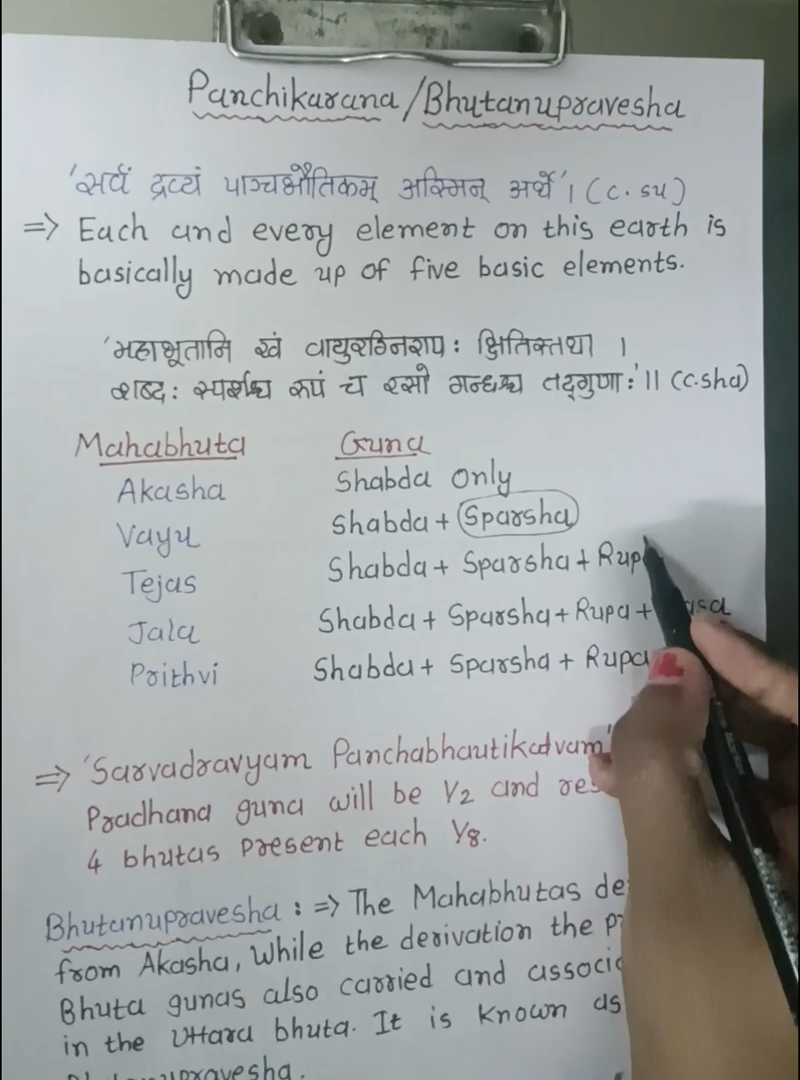 Panchikarana/Bhutanupravesha
'सर्वं द्रव्यं पाञ्चभौतिकम् अस्मिन् अर्थे'। (c.su)
⇒ Each and every element on this earth is
basically made up of five basic elements.
'महाभूतानि खं वायुरग्निरापः क्षितिस्तथा ।
शब्दः स्पर्शश्च रूपं च रसो गन्धश्च तद्गुणाः'॥ (c.sha)
Mahabhuta Guna
Akasha Shabda only
Vayu Shabda + Sparsha
Tejas Shabda + Sparsha + Rup
Jala Shabda + Sparsha + Rupa +
Prithvi Shabda + Sparsha + Rupa
⇒ 'Sarvadravyam Panchabhautikatvam'
Pradhana guna will be 1/2 and res
4 bhutas present each 1/8.
Bhutanupravesha : ⇒ The Mahabhutas de
from Akasha, While the derivation the p
Bhuta gunas also carried and associ
in the Uttara bhuta. It is known as